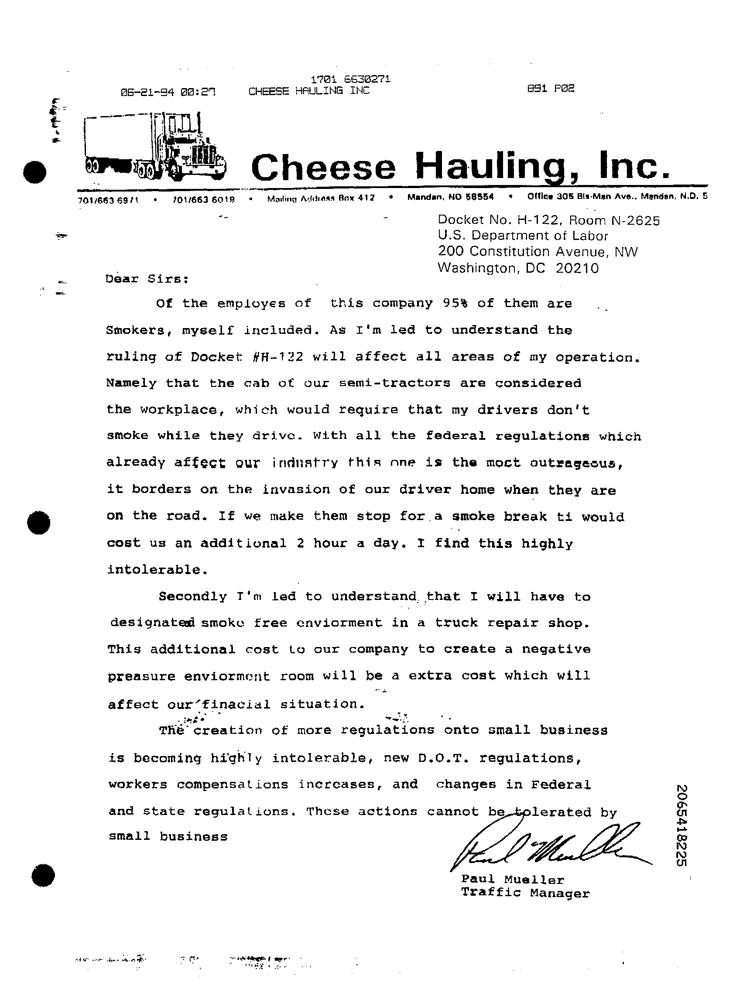 1701 6630271
06-21-94 00:27 CHEESE HAULING INC 891 P02
Cheese Hauling, Inc.
701/663 6971 • 701/663 6018 • Mailing Address Box 412 • Mandan, ND 58554 • Office 305 Bis-Man Ave., Mandan, N.D. 5
Docket No. H-122, Room N-2625
U.S. Department of Labor
200 Constitution Avenue, NW
Washington, DC 20210
Dear Sirs:
Of the employes of this company 95% of them are
Smokers, myself included. As I'm led to understand the
ruling of Docket #H-122 will affect all areas of my operation.
Namely that the cab of our semi-tractors are considered
the workplace, which would require that my drivers don't
smoke while they drive. With all the federal regulations which
already affect our industry this one is the most outrageous,
it borders on the invasion of our driver home when they are
on the road. If we make them stop for a smoke break ti would
cost us an additional 2 hour a day. I find this highly
intolerable.
Secondly I'm led to understand that I will have to
designated smoke free enviorment in a truck repair shop.
This additional cost to our company to create a negative
preasure enviorment room will be a extra cost which will
affect our finacial situation.
The creation of more regulations onto small business
is becoming highly intolerable, new D.O.T. regulations,
workers compensations increases, and changes in Federal
and state regulations. These actions cannot be tolerated by
small business
Paul Mueller
Paul Mueller
Traffic Manager
2065418225